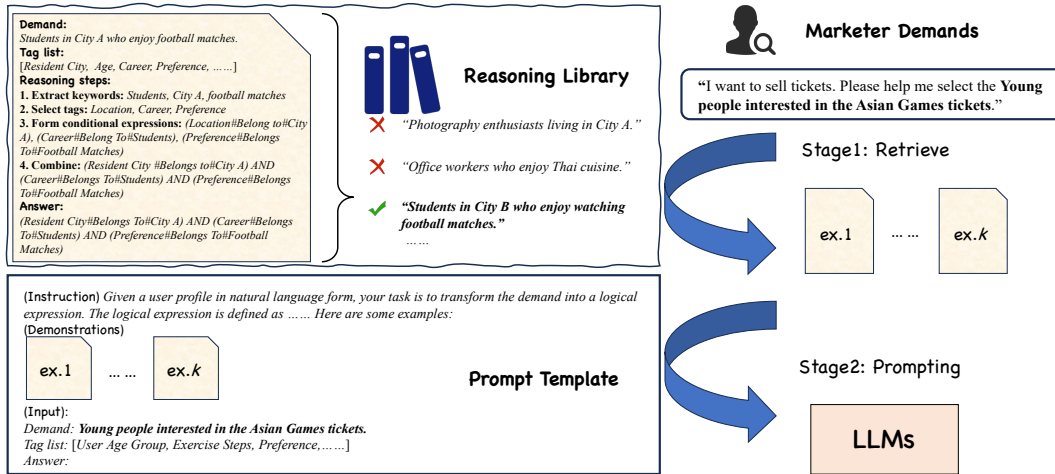 Demand:
Students in City A who enjoy football matches.
Tag list:
[Resident City, Age, Career, Preference, ……]
Reasoning steps:
1. Extract keywords: Students, City A, football matches
2. Select tags: Location, Career, Preference
3. Form conditional expressions: (Location#Belong to#City
A), (Career#Belong To#Students), (Preference#Belongs
To#Football Matches)
4. Combine: (Resident City #Belongs to#City A) AND
(Career#Belongs To#Students) AND (Preference#Belongs
To#Football Matches)
Answer:
(Resident City#Belongs To#City A) AND (Career#Belongs
To#Students) AND (Preference#Belongs To#Football
Matches)
Reasoning Library
“Photography enthusiasts living in City A.”
“Office workers who enjoy Thai cuisine.”
“Students in City B who enjoy watching
football matches.”
……
Marketer Demands
“I want to sell tickets. Please help me select the Young
people interested in the Asian Games tickets.”
Stage1: Retrieve
ex.1 …… ex.k
(Instruction) Given a user profile in natural language form, your task is to transform the demand into a logical
expression. The logical expression is defined as …… Here are some examples:
(Demonstrations)
ex.1 …… ex.k
Prompt Template
(Input):
Demand: Young people interested in the Asian Games tickets.
Tag list: [User Age Group, Exercise Steps, Preference,……]
Answer:
Stage2: Prompting
LLMs